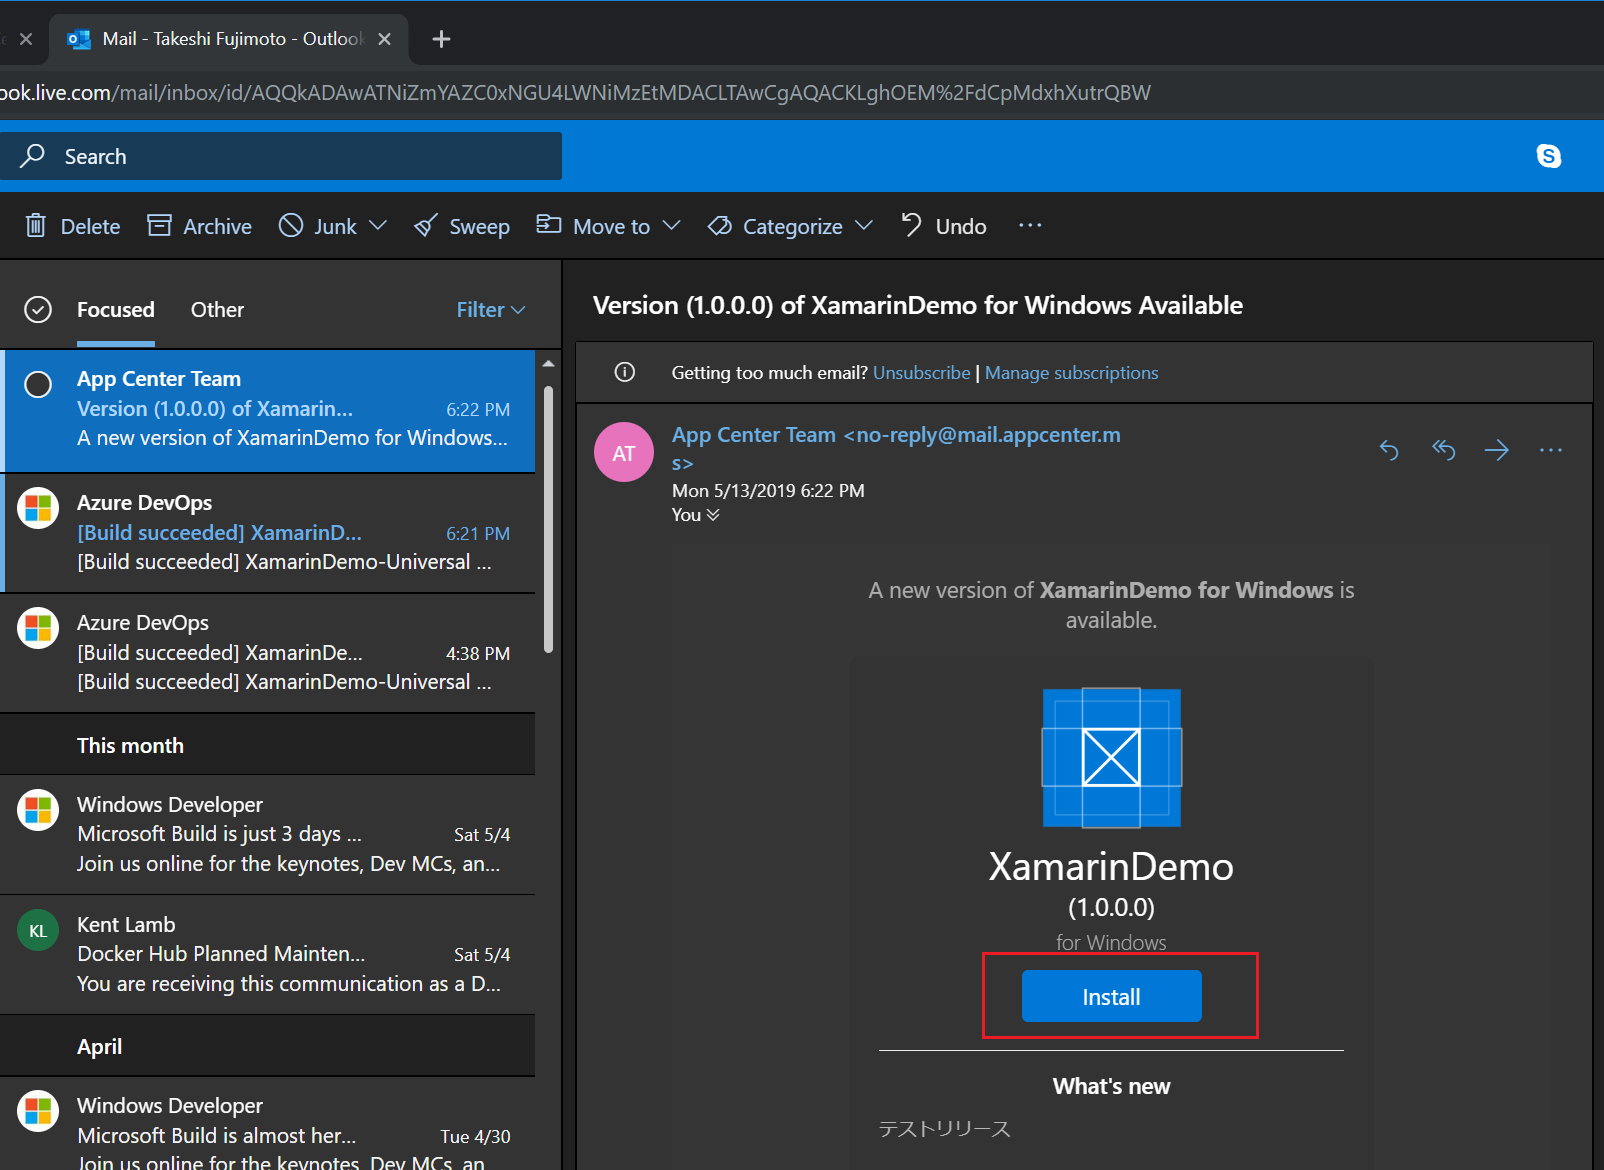 Mail - Takeshi Fujimoto - Outlook
ook.live.com/mail/inbox/id/AQQkADAwATNiZmYAZC0xNGU4LWNiMzEtMDACLTAwCgAQACKLghOEM%2FdCpMdxhXutrQBW
Search
Delete Archive Junk Sweep Move to Categorize Undo ...
Focused Other Filter
App Center Team
Version (1.0.0.0) of Xamarin... 6:22 PM
A new version of XamarinDemo for Windows...
Azure DevOps
[Build succeeded] XamarinD... 6:21 PM
[Build succeeded] XamarinDemo-Universal ...
Azure DevOps
[Build succeeded] XamarinDe... 4:38 PM
[Build succeeded] XamarinDemo-Universal ...
This month
Windows Developer
Microsoft Build is just 3 days ... Sat 5/4
Join us online for the keynotes, Dev MCs, an...
KL
Kent Lamb
Docker Hub Planned Mainten... Sat 5/4
You are receiving this communication as a D...
April
Windows Developer
Microsoft Build is almost her... Tue 4/30
Join us online for the keynotes, Dev MCs, an
Version (1.0.0.0) of XamarinDemo for Windows Available
Getting too much email? Unsubscribe | Manage subscriptions
AT
App Center Team <no-reply@mail.appcenter.m
s>
Mon 5/13/2019 6:22 PM
You
A new version of XamarinDemo for Windows is
available.
XamarinDemo
(1.0.0.0)
for Windows
Install
What's new
テストリリース